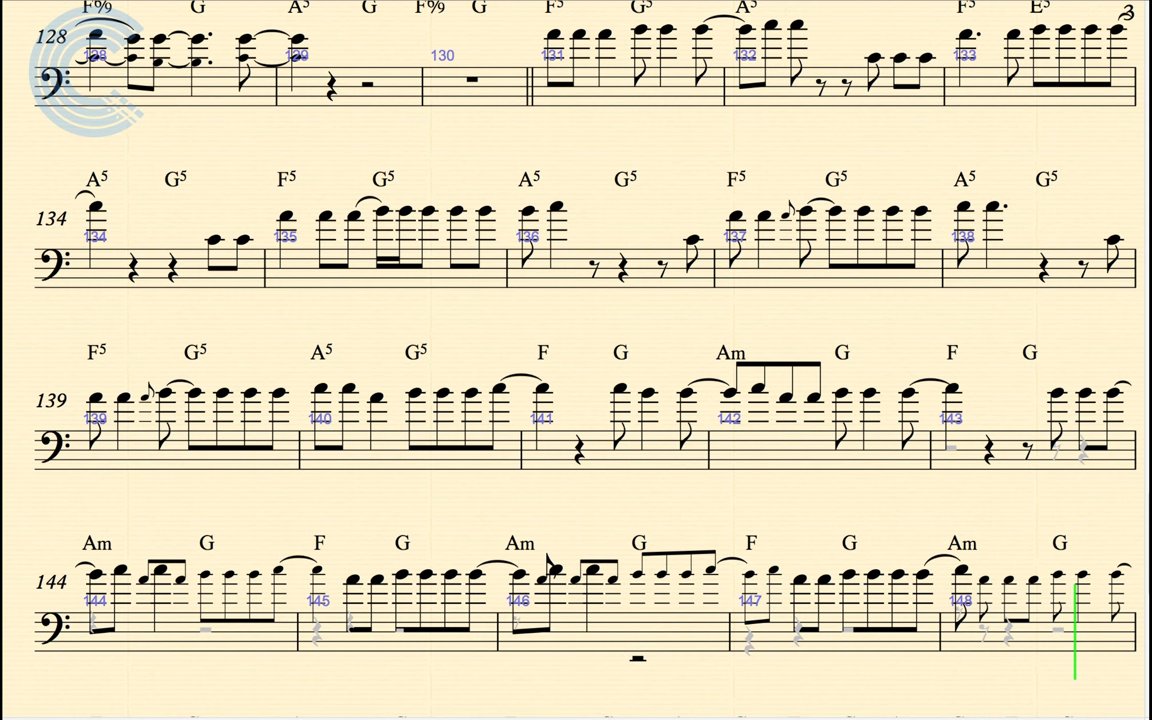 F% G A5 G F% G F5 G5 A5 F5 E5 3
128 128 129 130 131 132 133
A5 G5 F5 G5 A5 G5 F5 G5 A5 G5
134 134 135 136 137 138
F5 G5 A5 G5 F G Am G F G
139 139 140 141 142 143
Am G F G Am G F G Am G
144 144 145 146 147 148